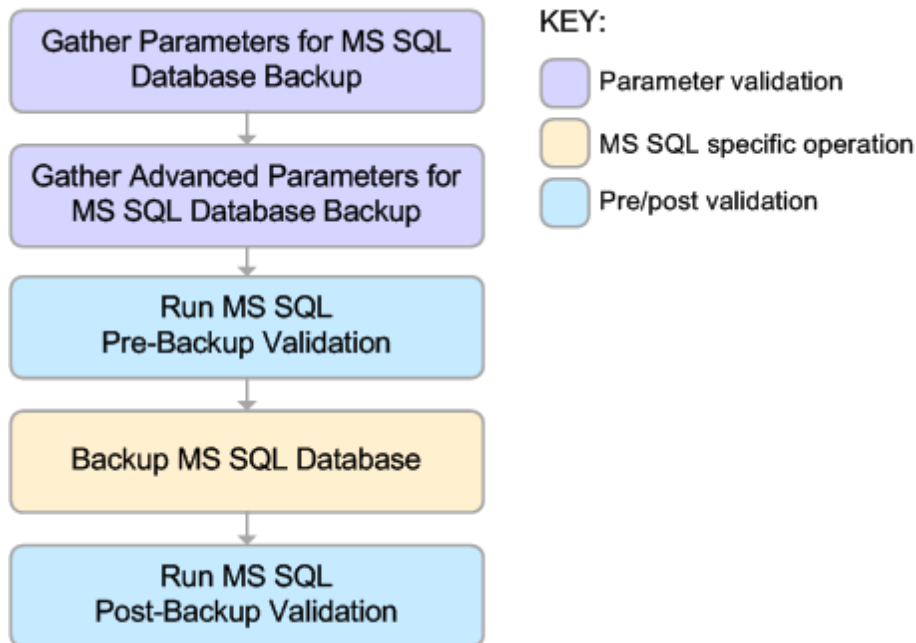 Gather Parameters for MS SQL
Database Backup
Gather Advanced Parameters for
MS SQL Database Backup
Run MS SQL
Pre-Backup Validation
Backup MS SQL Database
Run MS SQL
Post-Backup Validation
KEY:
Parameter validation
MS SQL specific operation
Pre/post validation